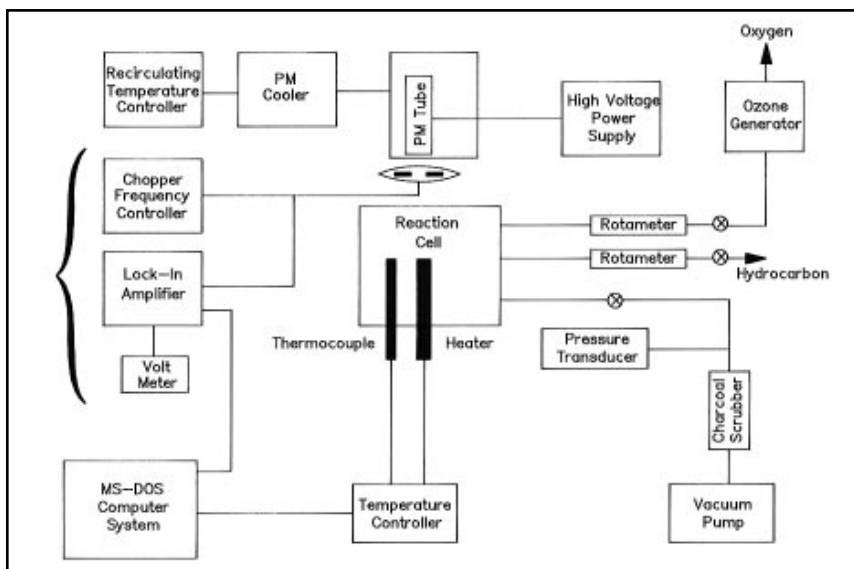 Oxygen
Recirculating
Temperature
Controller
PM
Cooler
PM Tube
High Voltage
Power
Supply
Ozone
Generator
Chopper
Frequency
Controller
Reaction
Cell
Rotameter
Rotameter
Hydrocarbon
Lock-In
Amplifier
Thermocouple
Heater
Pressure
Transducer
Volt
Meter
Charcoal
Scrubber
MS-DOS
Computer
System
Temperature
Controller
Vacuum
Pump